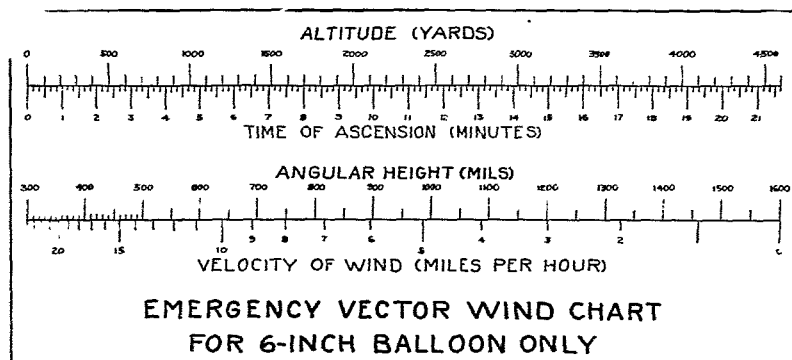 ALTITUDE (YARDS)
0 500 1000 1500 2000 2500 3000 3500 4000 4500
0 1 2 3 4 5 6 7 8 9 10 11 12 13 14 15 16 17 18 19 20 21
TIME OF ASCENSION (MINUTES)
ANGULAR HEIGHT (MILS)
300 400 500 600 700 800 900 1000 1100 1200 1300 1400 1500 1600
20 15 10 9 8 7 6 5 4 3 2 0
VELOCITY OF WIND (MILES PER HOUR)
EMERGENCY VECTOR WIND CHART
FOR 6-INCH BALLOON ONLY